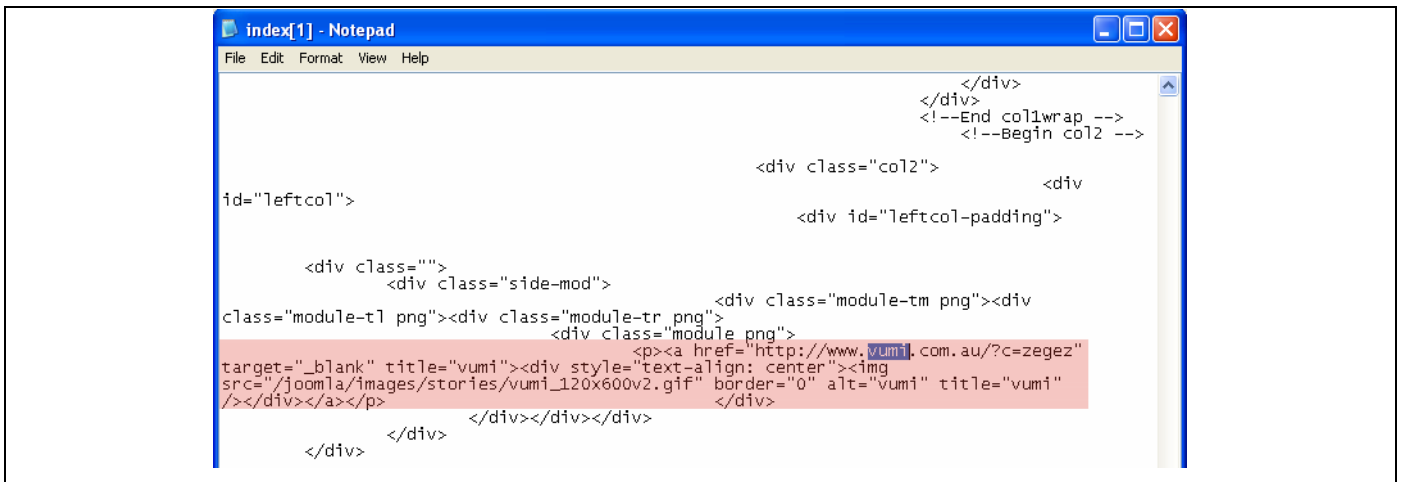 index[1] - Notepad
File Edit Format View Help
</div>
</div>
<!--End col1wrap -->
<!--Begin col2 -->
<div class="col2">
<div
id="leftcol">
<div id="leftcol-padding">
<div class="">
<div class="side-mod">
<div class="module-tm png"><div
class="module-tl png"><div class="module-tr png">
<div class="module png">
<p><a href="http://www.vumi.com.au/?c=zegez"
target="_blank" title="vumi"><div style="text-align: center"><img
src="/joomla/images/stories/vumi_120x600v2.gif" border="0" alt="vumi" title="vumi"
/></div></a></p> </div>
</div></div></div>
</div>
</div>